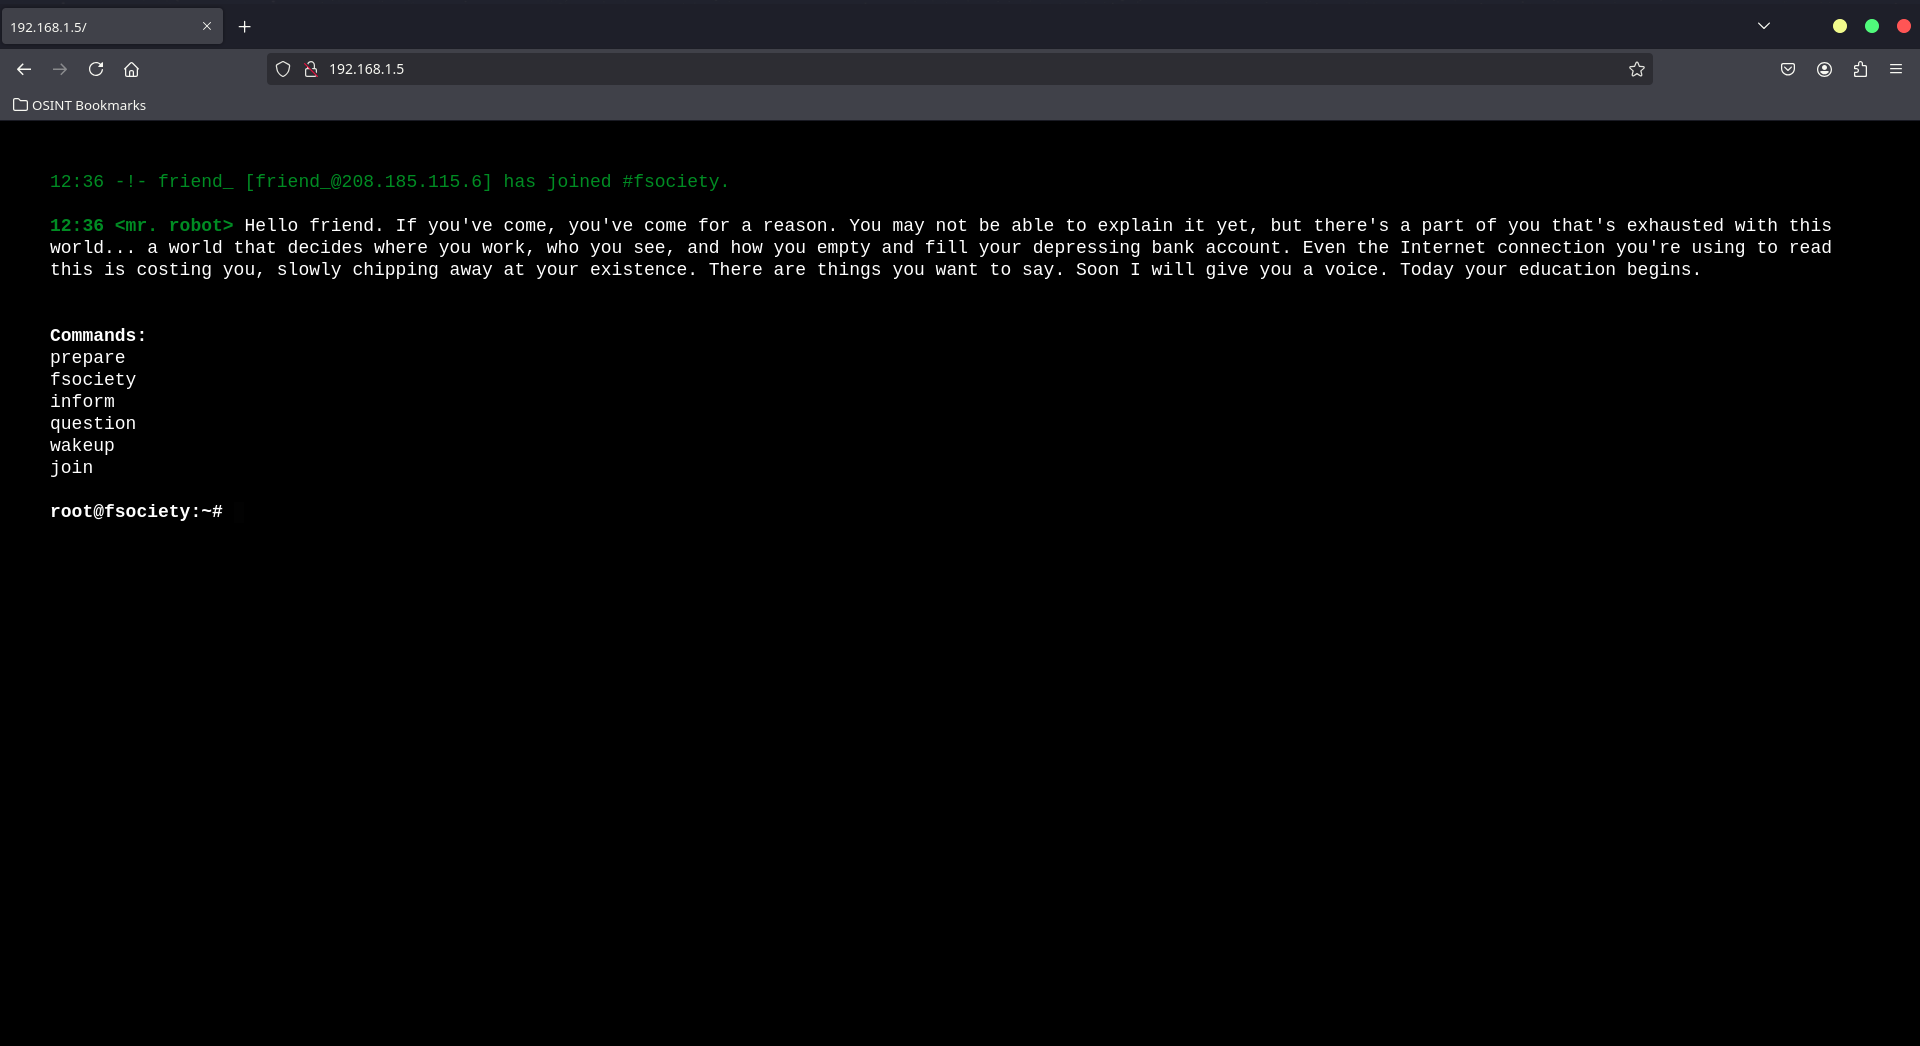 192.168.1.5/
192.168.1.5
OSINT Bookmarks
12:36 -!- friend_ [friend_@208.185.115.6] has joined #fsociety.
12:36 <mr. robot> Hello friend. If you've come, you've come for a reason. You may not be able to explain it yet, but there's a part of you that's exhausted with this
world... a world that decides where you work, who you see, and how you empty and fill your depressing bank account. Even the Internet connection you're using to read
this is costing you, slowly chipping away at your existence. There are things you want to say. Soon I will give you a voice. Today your education begins.
Commands:
prepare
fsociety
inform
question
wakeup
join
root@fsociety:~#